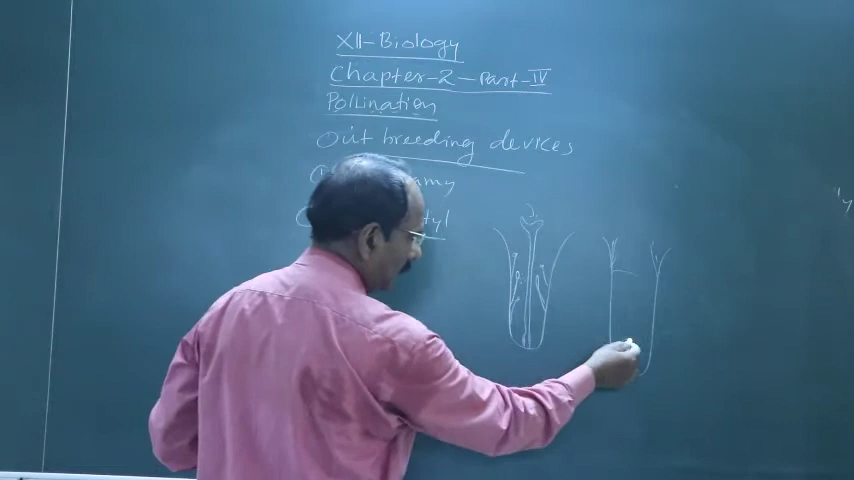 XII-Biology
Chapter-2-Part-IV
Pollination
Out breeding devices